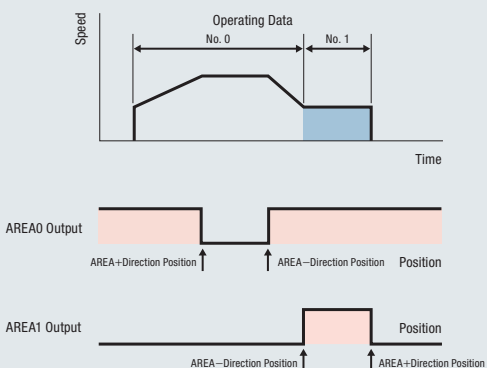 Speed
Operating Data
No. 0
No. 1
Time
AREA0 Output
AREA+Direction Position
AREA−Direction Position
Position
AREA1 Output
Position
AREA−Direction Position
AREA+Direction Position